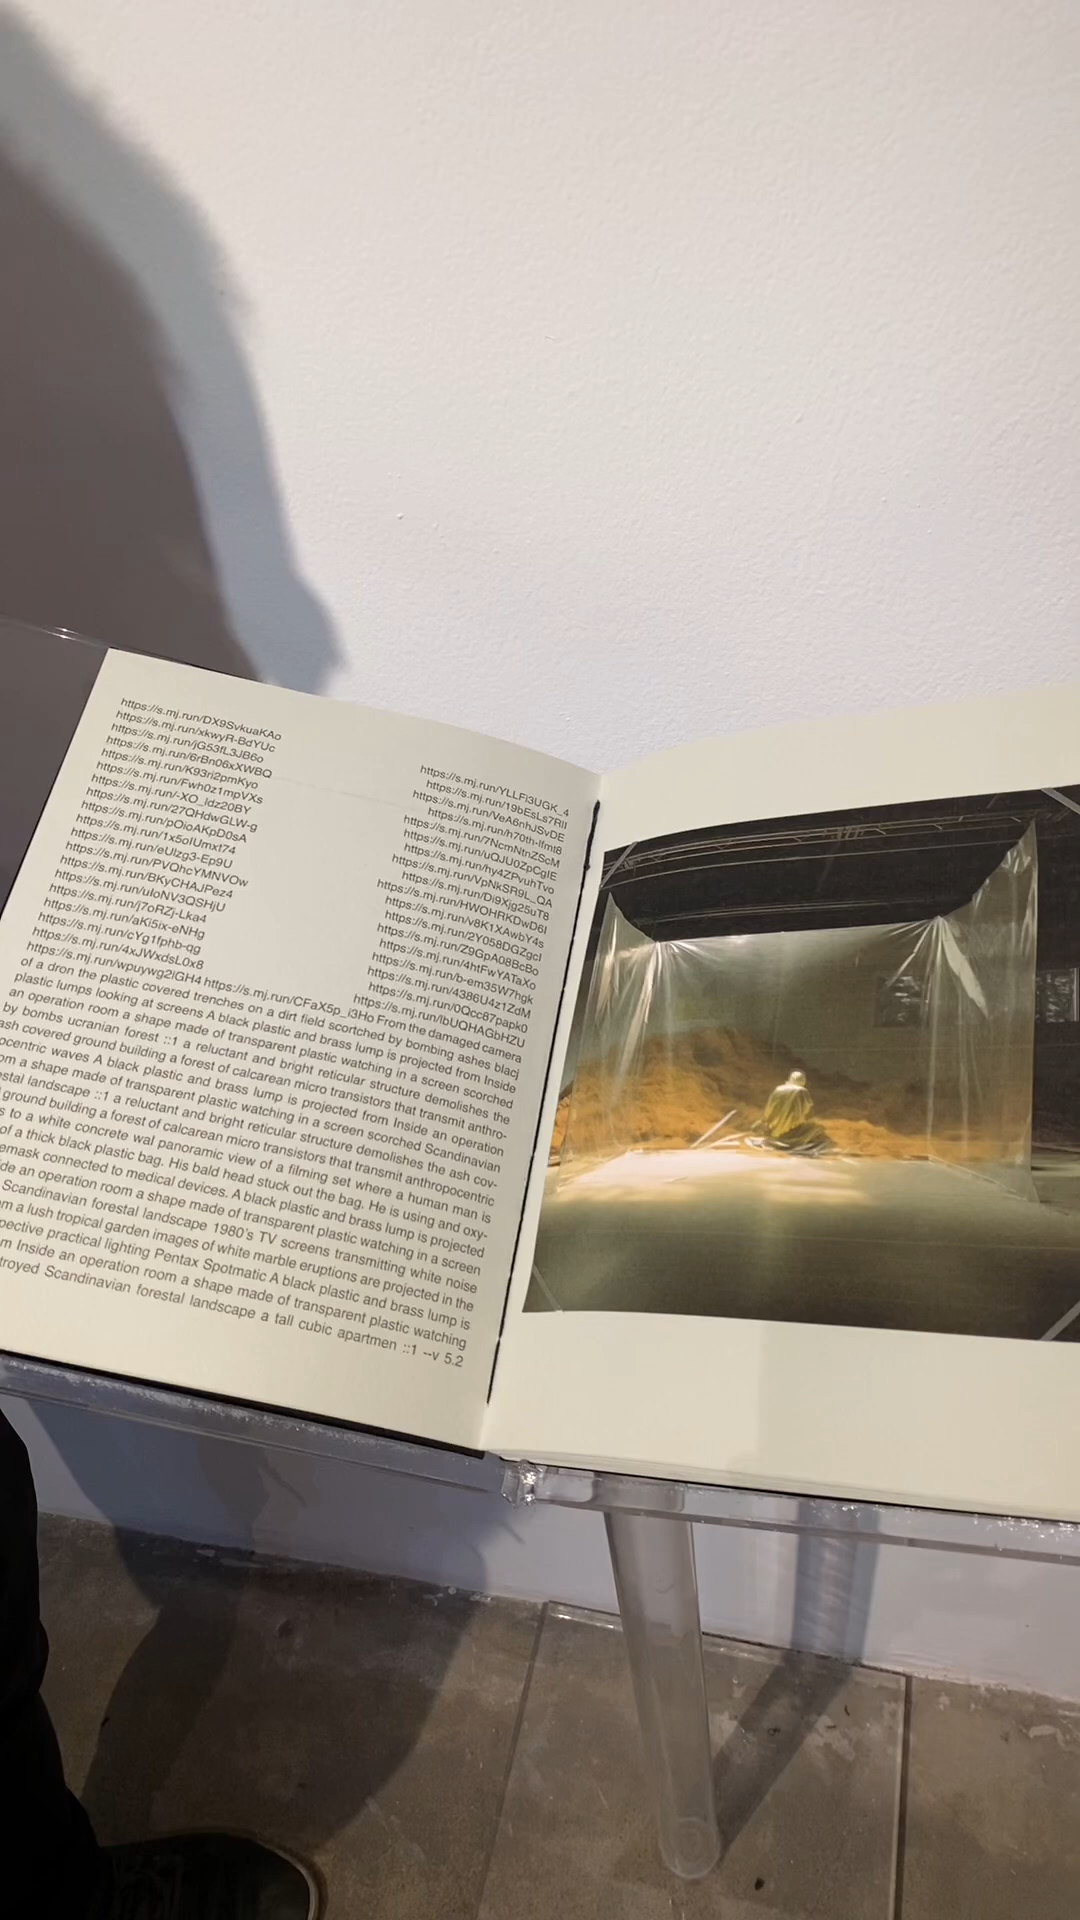 https://s.mj.run/DX9SvkuaKAo
https://s.mj.run/xkwyR-BdYUc
https://s.mj.run/jG53fL3JB6o
https://s.mj.run/6rBn06xXWBQ
https://s.mj.run/K93ri2pmKyo
https://s.mj.run/Fwh0z1mpVXs
https://s.mj.run/-XO_ldz20BY
https://s.mj.run/27QHdwGLW-g
https://s.mj.run/pOioAKpD0sA
https://s.mj.run/1x5oIUmxt74
https://s.mj.run/eUlzg3-Ep9U
https://s.mj.run/PVQhcYMNVOw
https://s.mj.run/BKyCHAJPez4
https://s.mj.run/uIoNV3QSHjU
https://s.mj.run/j7oRZj-Lka4
https://s.mj.run/aKi5ix-eNHg
https://s.mj.run/cYg1fphb-qg
https://s.mj.run/4xJWxdsL0x8
https://s.mj.run/YLLFi3UGK_4
https://s.mj.run/19bEsLs7RlI
https://s.mj.run/VeA6nhJSvDE
https://s.mj.run/h70th-lfmt8
https://s.mj.run/7NcmNtnZScM
https://s.mj.run/uQJU0ZpCgIE
https://s.mj.run/hy4ZPvuhTvo
https://s.mj.run/VpNkSR9L_QA
https://s.mj.run/Di9Xjg25uT8
https://s.mj.run/HWOHRKDwD6I
https://s.mj.run/v8K1XAwbY4s
https://s.mj.run/2Y058DGZgcI
https://s.mj.run/Z9GpA08BcBo
https://s.mj.run/4htFwYATaXo
https://s.mj.run/b-em35W7hgk
https://s.mj.run/4386U4z1ZdM
https://s.mj.run/0Qcc67papk0
https://s.mj.run/lbUQHAGbHZU
https://s.mj.run/wpuywg2iGH4 https://s.mj.run/CFaX5p_i3Ho From the damaged camera
of a dron the plastic covered trenches on a dirt field scortched by bombing ashes blacj
plastic lumps looking at screens A black plastic and brass lump is projected from Inside
an operation room a shape made of transparent plastic watching in a screen scorched
by bombs ucranian forest ::1 a reluctant and bright reticular structure demolishes the
ash covered ground building a forest of calcarean micro transistors that transmit anthro-
pocentric waves A black plastic and brass lump is projected from Inside an operation
a shape made of transparent plastic watching in a screen scorched Scandinavian
landscape ::1 a reluctant and bright reticular structure demolishes the ash cov-
ground building a forest of calcarean micro transistors that transmit anthropocentric
to a white concrete wal panoramic view of a filming set where a human man is
of a thick black plastic bag. His bald head stuck out the bag. He is using and oxy-
connected to medical devices. A black plastic and brass lump is projected
an operation room a shape made of transparent plastic watching in a screen
Scandinavian forestal landscape 1980's TV screens transmitting white noise
a lush tropical garden images of white marble eruptions are projected in the
practical lighting Pentax Spotmatic A black plastic and brass lump is
Inside an operation room a shape made of transparent plastic watching
Scandinavian forestal landscape a tall cubic apartmen ::1 --v 5.2